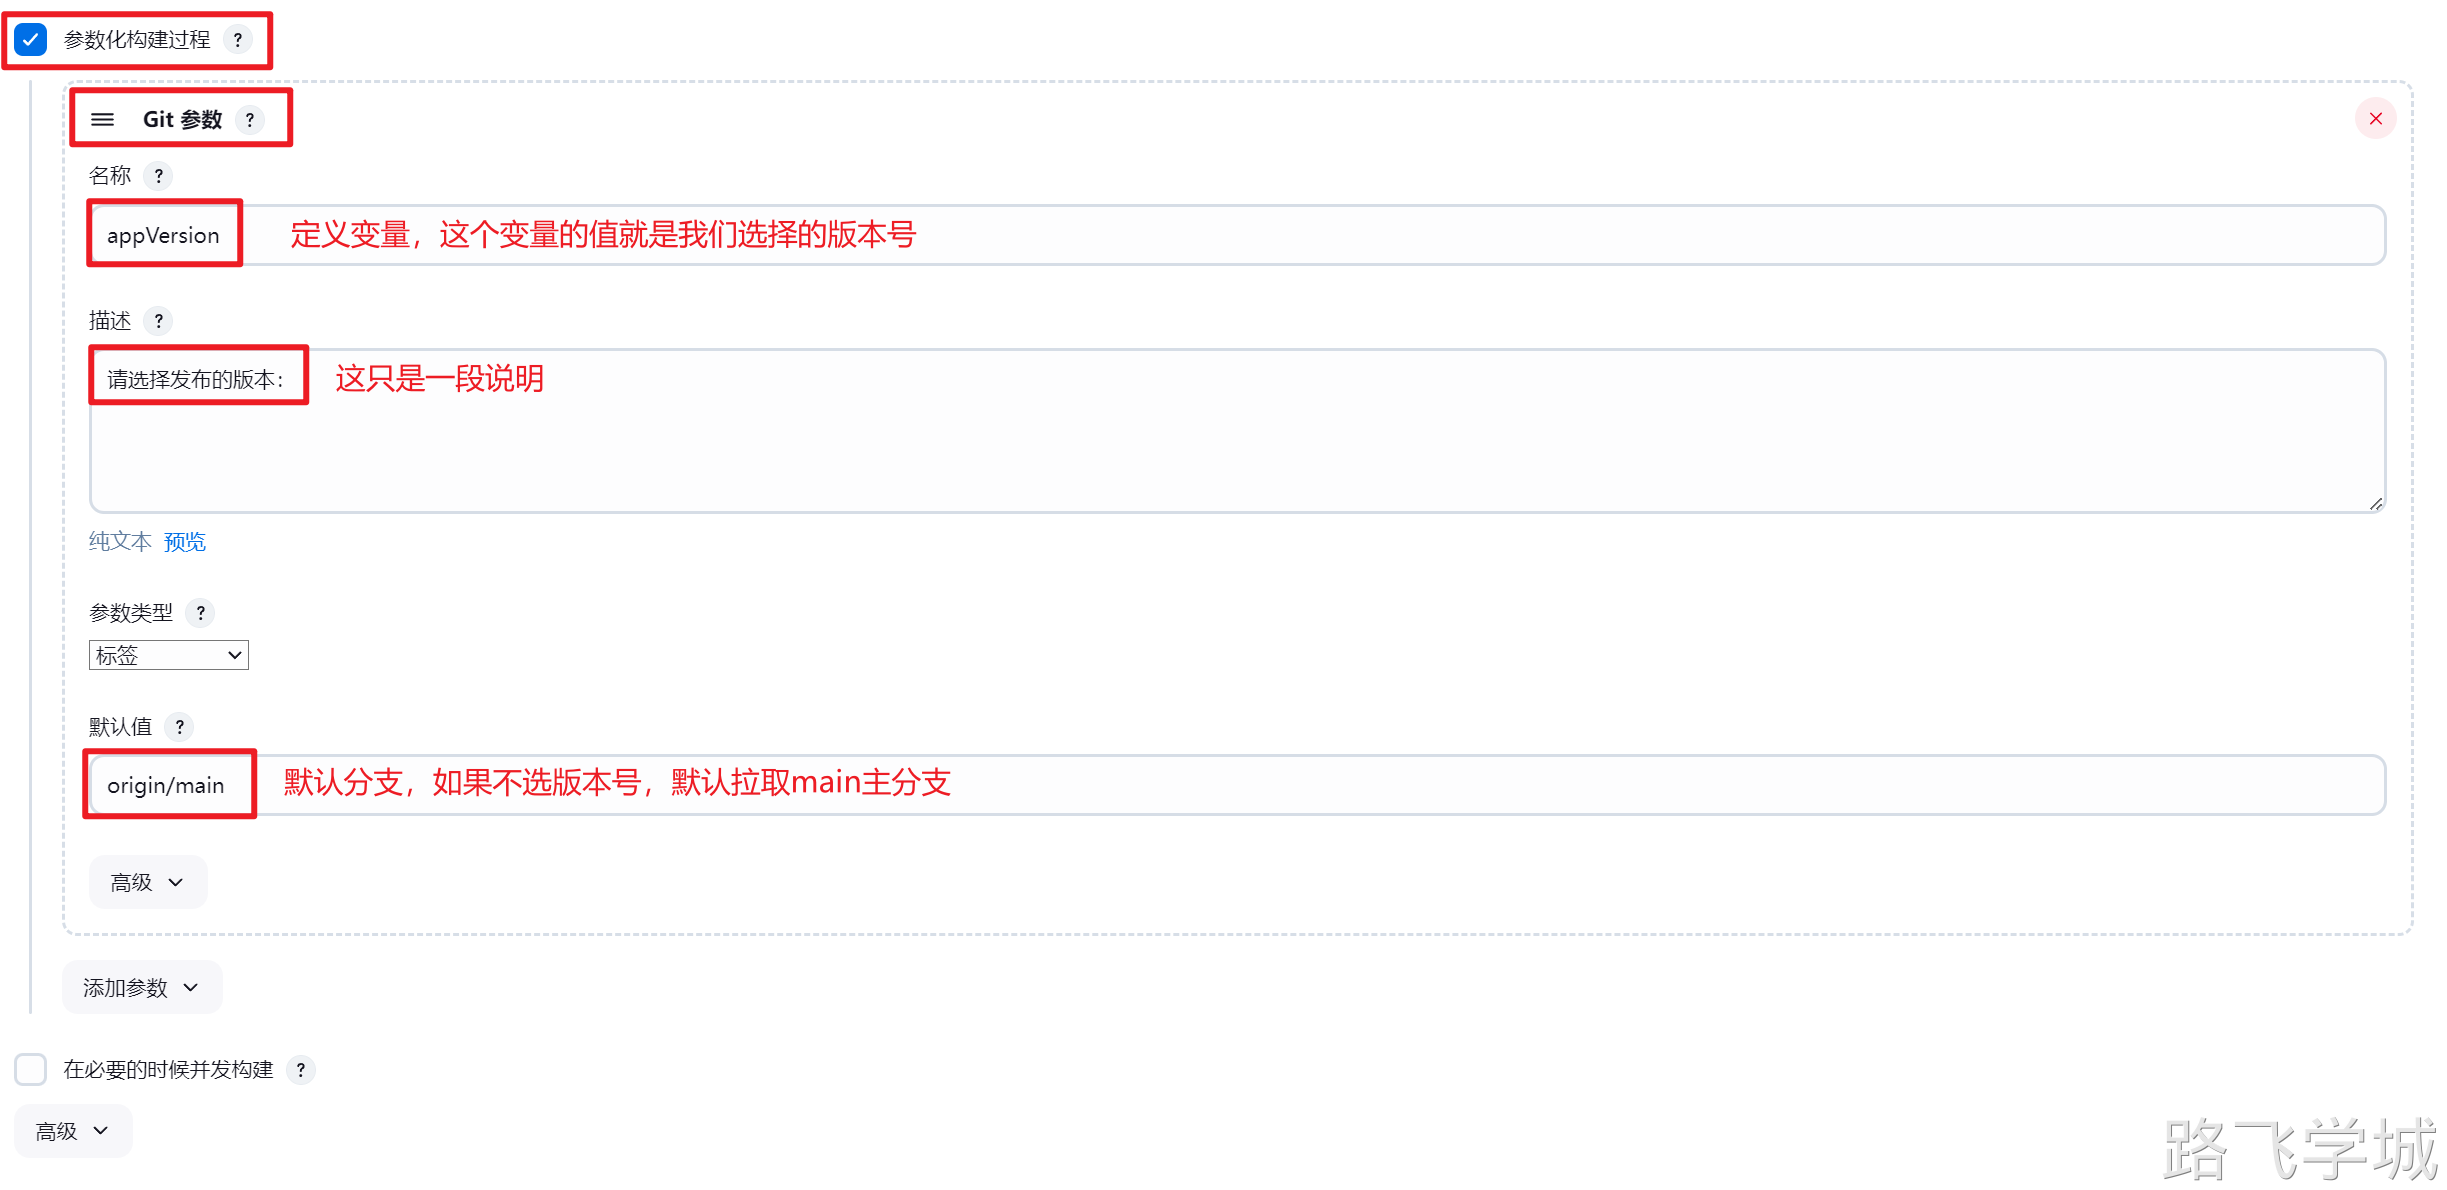 参数化构建过程 ?
Git 参数 ?
名称 ?
appVersion 定义变量，这个变量的值就是我们选择的版本号
描述 ?
请选择发布的版本： 这只是一段说明
纯文本 预览
参数类型 ?
标签
默认值 ?
origin/main 默认分支，如果不选版本号，默认拉取main主分支
高级
添加参数
在必要的时候并发构建 ?
高级
路飞学城